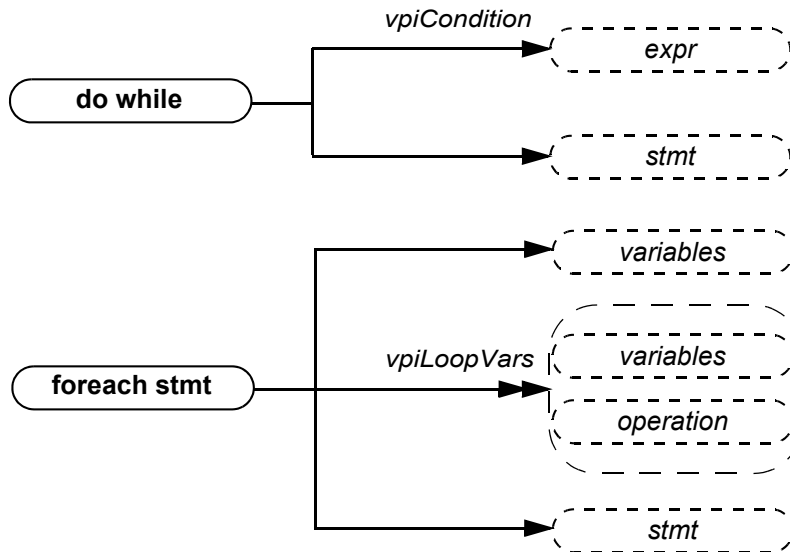 vpiCondition
expr
do while
stmt
variables
vpiLoopVars
variables
foreach stmt
operation
stmt